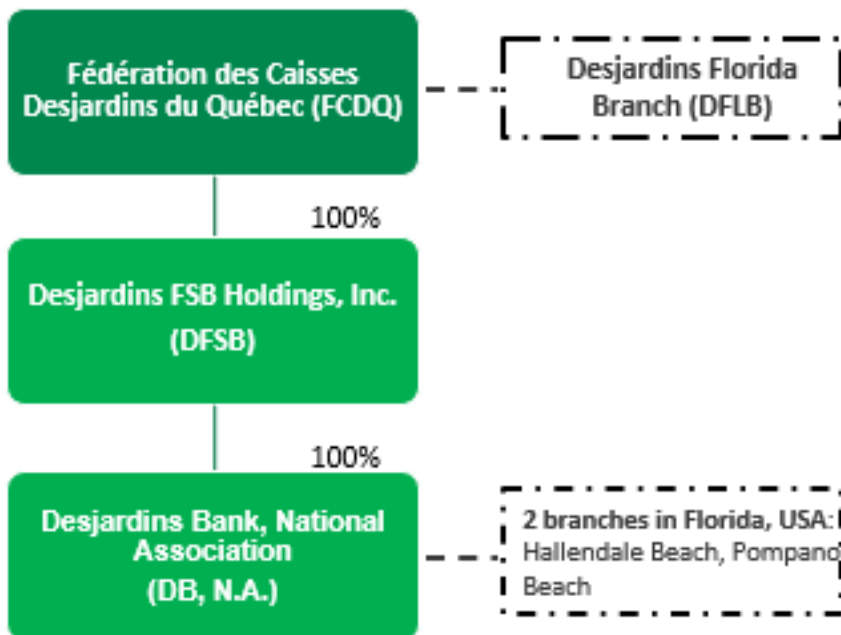 Fédération des Caisses
Desjardins du Québec (FCDQ)
Desjardins Florida
Branch (DFLB)
100%
Desjardins FSB Holdings, Inc.
(DFSB)
100%
Desjardins Bank, National
Association
(DB, N.A.)
2 branches in Florida, USA:
Hallendale Beach, Pompano
Beach